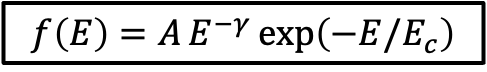 f(E) = A E^{-γ} exp(-E/E_c)